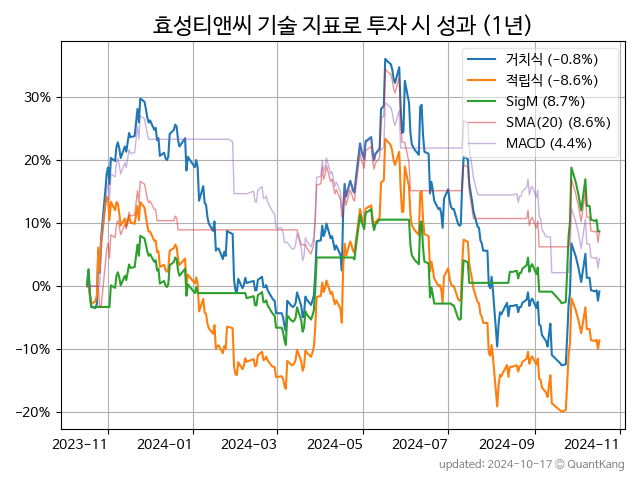 효성티앤씨 기술 지표로 투자 시 성과 (1년)
거치식 (−0.8%)
적립식 (−8.6%)
SigM (8.7%)
SMA(20) (8.6%)
MACD (4.4%)
30%
20%
10%
0%
−10%
−20%
2023-11 2024-01 2024-03 2024-05 2024-07 2024-09 2024-11
updated: 2024-10-17 ⓒ QuantKang